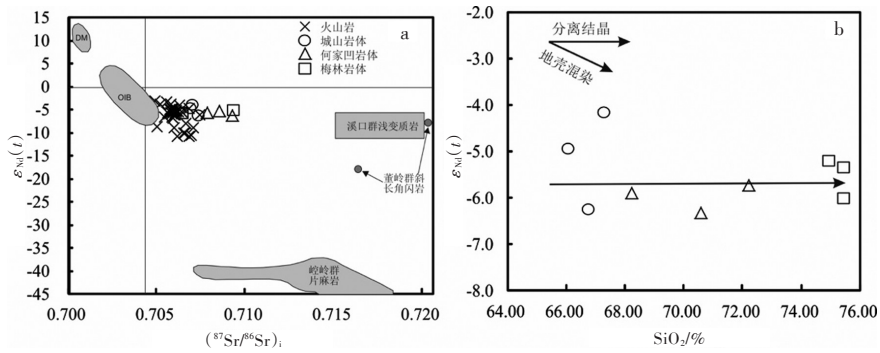 a
火山岩
城山岩体
何家凹岩体
梅林岩体
DM
OIB
溪口群浅变质岩
董岭群斜
长角闪岩
崆岭群
片麻岩
15
10
5
0
-5
-10
-15
-20
-25
-30
-35
-40
-45
εNd(t)
0.700
0.705
0.710
0.715
0.720
(87Sr/86Sr)i
b
分离结晶
地壳混染
-2.0
-3.0
-4.0
-5.0
-6.0
-7.0
-8.0
εNd(t)
64.00
66.00
68.00
70.00
72.00
74.00
76.00
SiO2/%